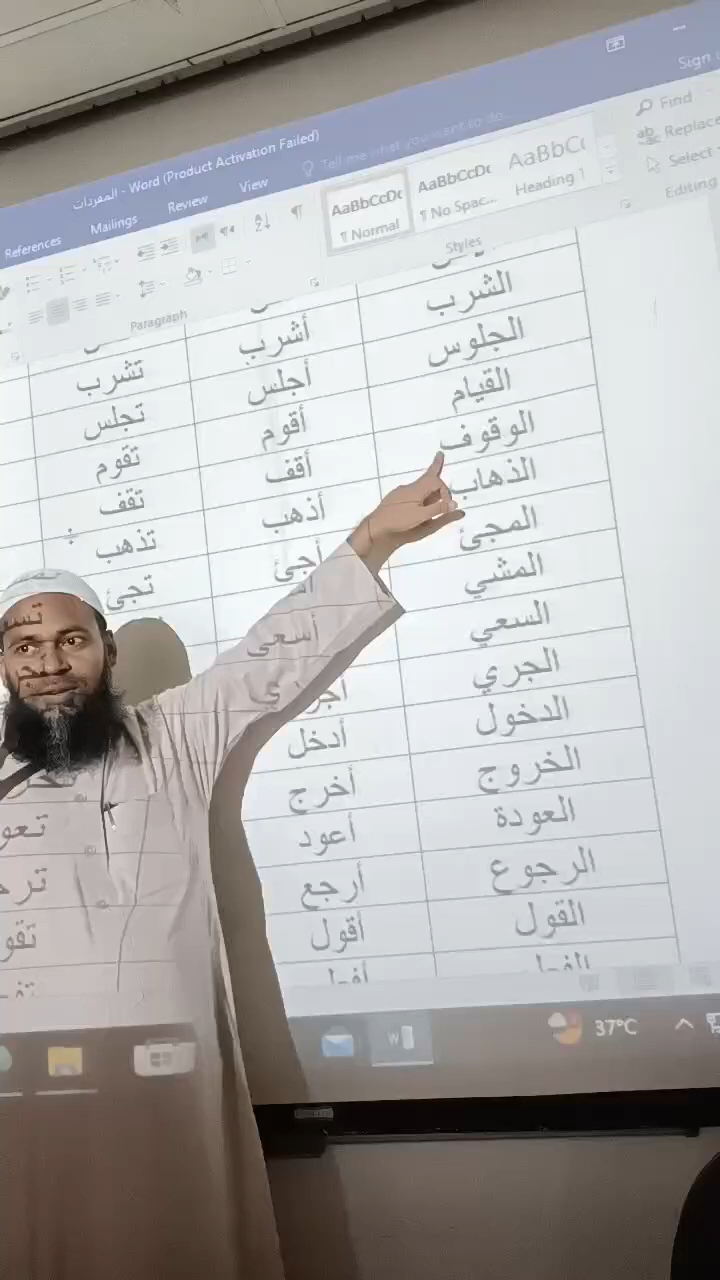 المفردات - Word (Product Activation Failed)
Tell me what you want to do...
Sign
References Mailings Review View
Find
Replace
Select
Editing
AaBbCcDc AaBbCcDc AaBbCc
¶ Normal ¶ No Spac... Heading 1
Paragraph Styles
الشرب أشرب تشرب
الجلوس أجلس تجلس
القيام أقوم تقوم
الوقوف أقف تقف
الذهاب أذهب تذهب ÷
المجئ أجئ تجئ
المشي
السعي أسعى
الجري
الدخول أدخل
الخروج أخرج
العودة أعود تعو
الرجوع أرجع
القول أقول تقو
37°C